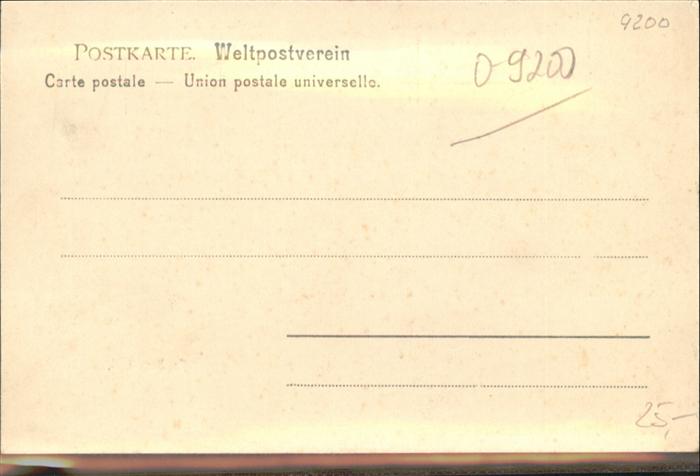 9200
POSTKARTE. Weltpostverein
0-9200
Carte postale — Union postale universelle.
25,-